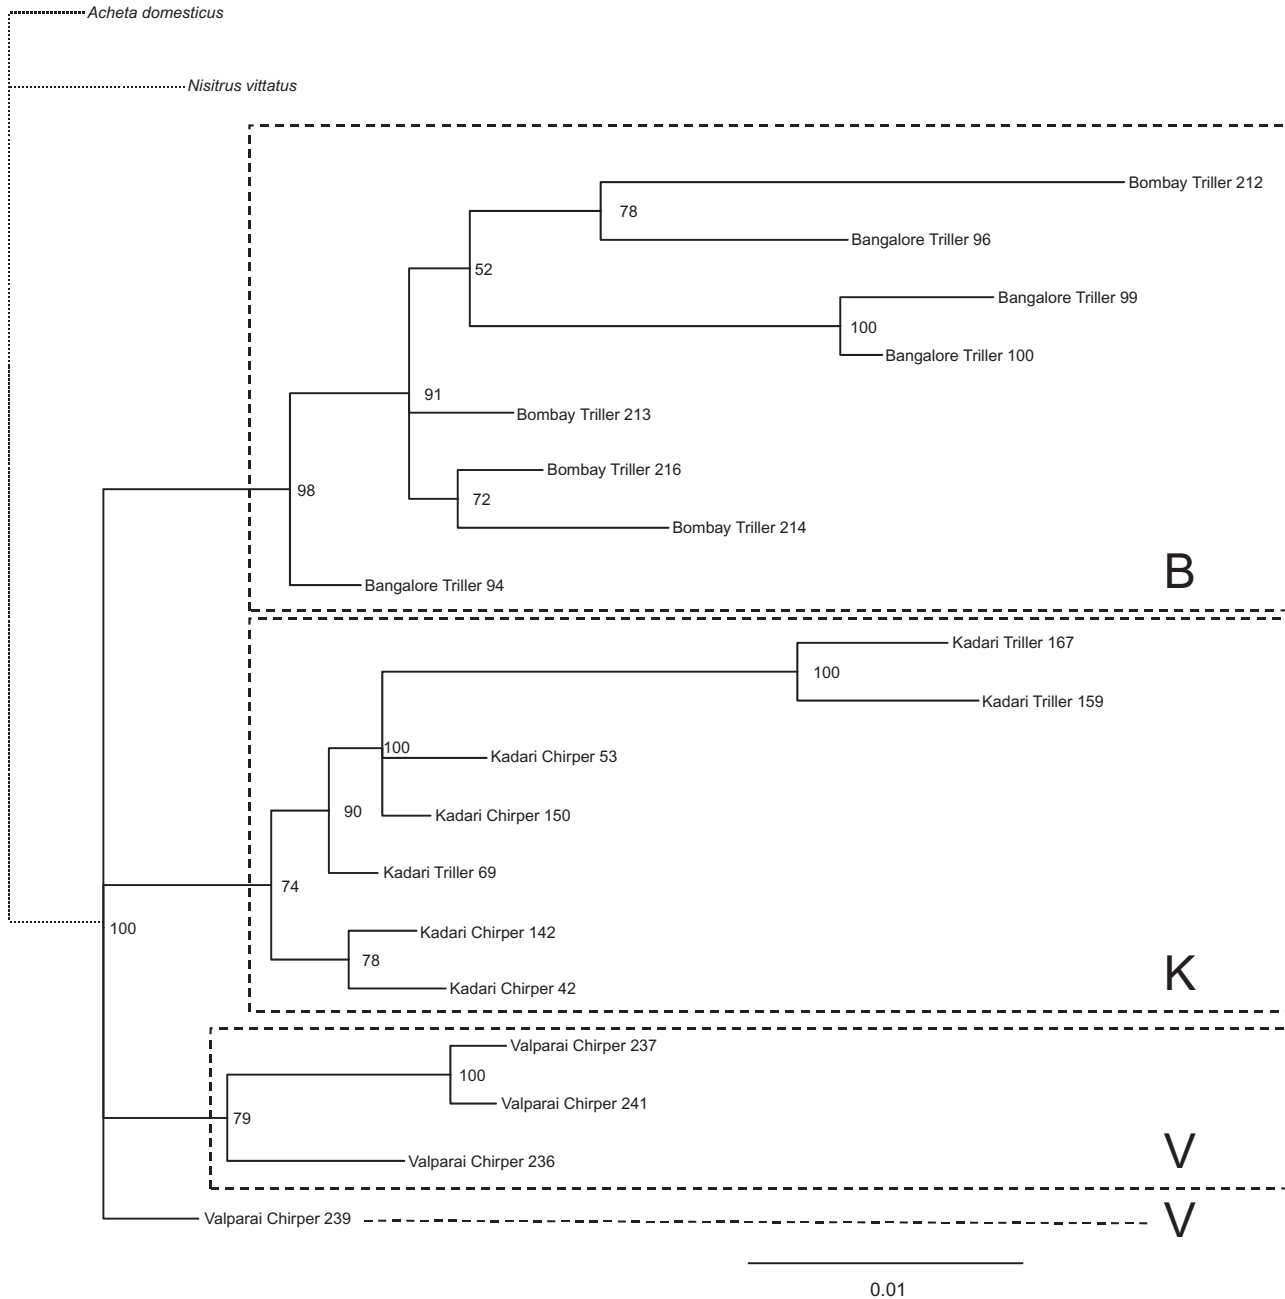 Acheta domesticus
Nisitrus vittatus
Bombay Triller 212
78
Bangalore Triller 96
52
Bangalore Triller 99
100
Bangalore Triller 100
91
Bombay Triller 213
Bombay Triller 216
98
72
Bombay Triller 214
B
Bangalore Triller 94
Kadari Triller 167
100
Kadari Triller 159
100
Kadari Chirper 53
90
Kadari Chirper 150
Kadari Triller 69
74
100
Kadari Chirper 142
78
K
Kadari Chirper 42
Valparai Chirper 237
100
Valparai Chirper 241
79
V
Valparai Chirper 236
Valparai Chirper 239
V
0.01